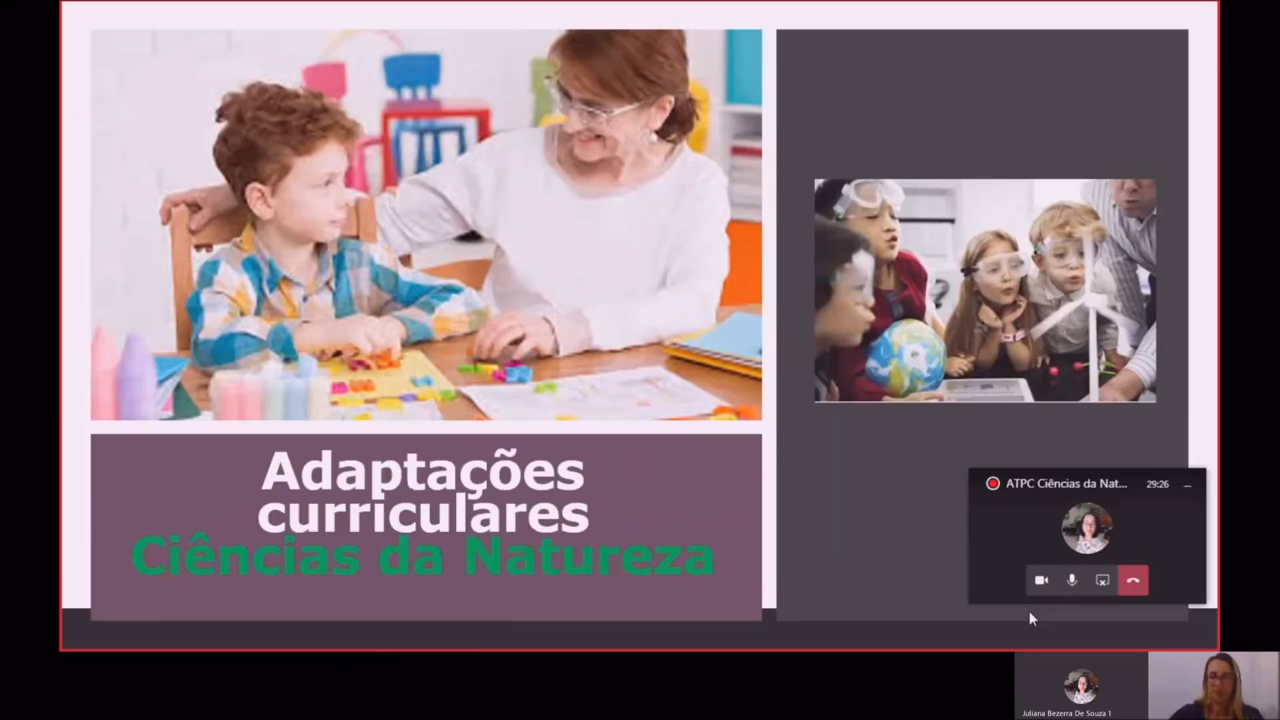 Adaptações
curriculares
Ciências da Natureza
ATPC Ciências da Nat... 29:26
Juliana Bezerra De Souza 1